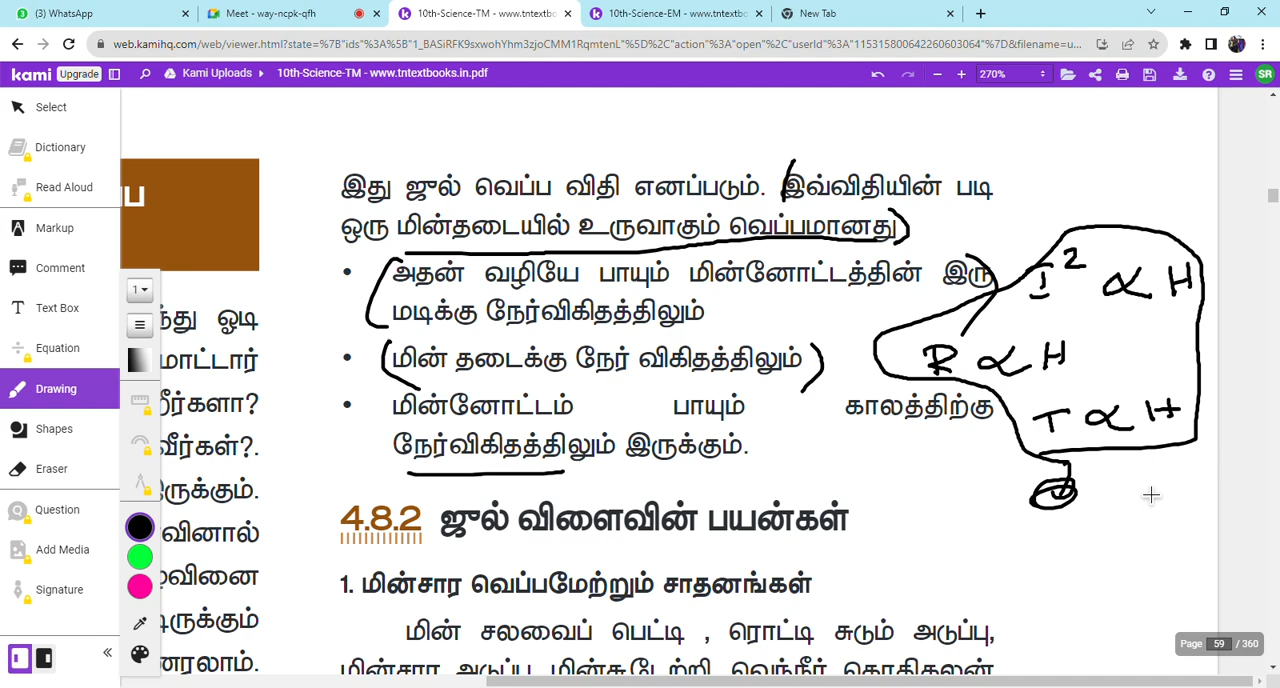 (3) WhatsApp
Meet - way-ncpk-qfh
10th-Science-TM - www.tntextbo
10th-Science-EM - www.tntextbo
New Tab
web.kamihq.com/web/viewer.html?state=%7B"ids"%3A%5B"1_BASiRFK9sxwohYhm3zjoCMM1RqmtenL"%5D%2C"action"%3A"open"%2C"userId"%3A"115315800642260603064"%7D&filename=u...
kami Upgrade
Kami Uploads
10th-Science-TM - www.tntextbooks.in.pdf
270%
SR
Select
Dictionary
Read Aloud
Markup
Comment
Text Box
Equation
Drawing
Shapes
Eraser
Question
Add Media
Signature
1
இது ஜுல் வெப்ப விதி எனப்படும். இவ்விதியின் படி
ஒரு மின்தடையில் உருவாகும் வெப்பமானது
• அதன் வழியே பாயும் மின்னோட்டத்தின் இரு
மடிக்கு நேர்விகிதத்திலும்
• மின் தடைக்கு நேர் விகிதத்திலும்
• மின்னோட்டம் பாயும் காலத்திற்கு
நேர்விகிதத்திலும் இருக்கும்.
I² ∝ H
R ∝ H
T ∝ H
4.8.2 ஜுல் விளைவின் பயன்கள்
1. மின்சார வெப்பமேற்றும் சாதனங்கள்
மின் சலவைப் பெட்டி , ரொட்டி சுடும் அடுப்பு,
மின்சார அடுப்பு, மின்சூடேற்றி, வெந்நீர் கொதிகலன்
Page 59 / 360